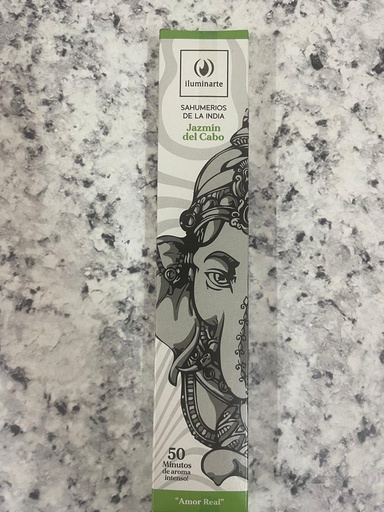 iluminarte
SAHUMERIOS
DE LA INDIA
Jazmín
del Cabo
50
Minutos
de aroma
intenso!
"Amor Real"